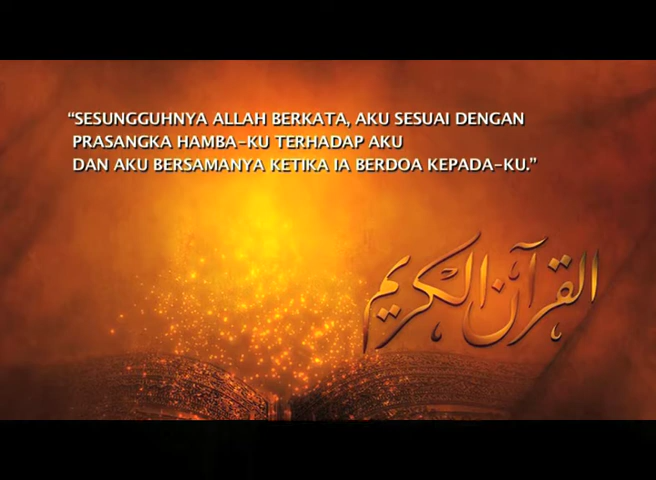 “SESUNGGUHNYA ALLAH BERKATA, AKU SESUAI DENGAN
PRASANGKA HAMBA-KU TERHADAP AKU
DAN AKU BERSAMANYA KETIKA IA BERDOA KEPADA-KU.”
القرآن الكريم